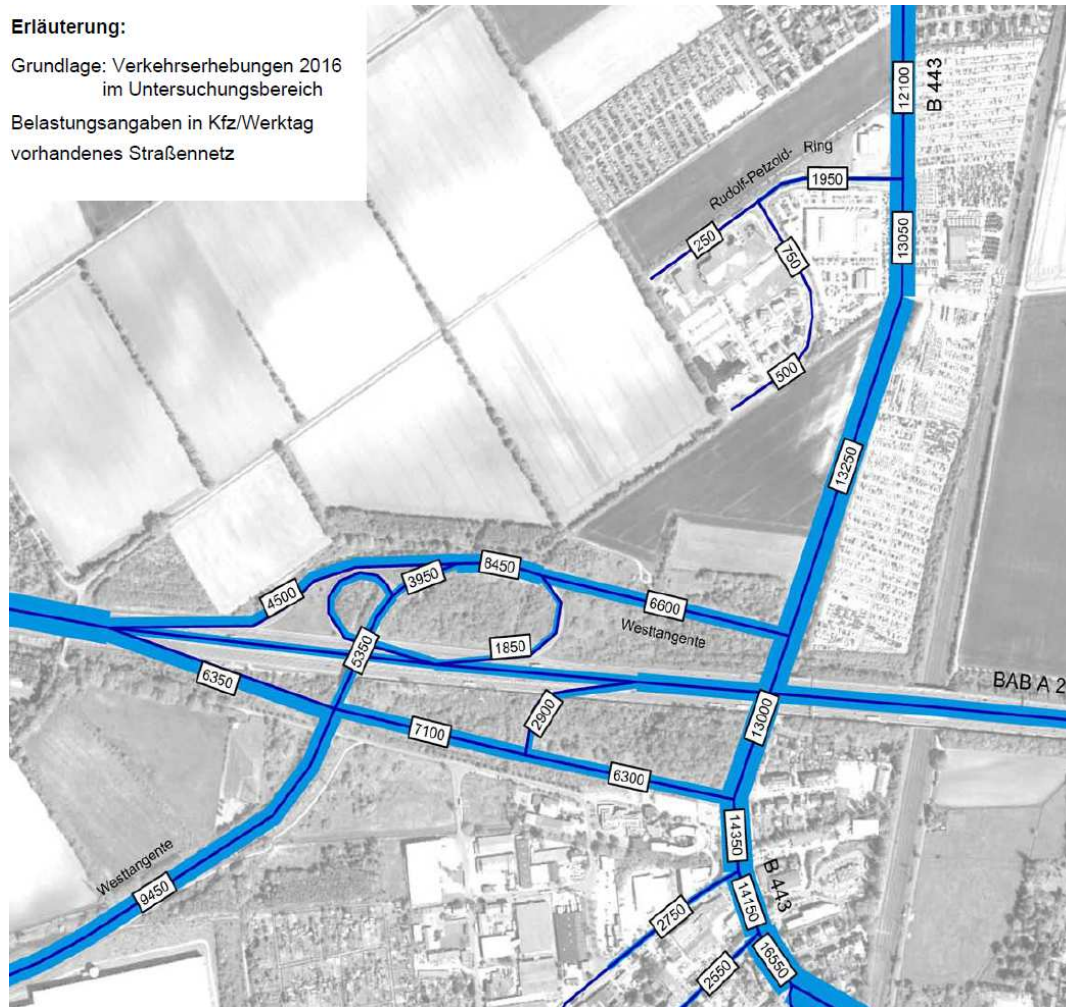 Erläuterung:
Grundlage: Verkehrserhebungen 2016
im Untersuchungsbereich
Belastungsangaben in Kfz/Werktag
vorhandenes Straßennetz
12100
B 443
Rudolf-Petzold- Ring
1950
250
750
13050
500
13250
8450
3950
4500
6600
Westtangente
1850
5350
6350
BAB A 2
2900
13000
7100
6300
14350
Westtangente
9450
B 443
14150
2750
16550
2550